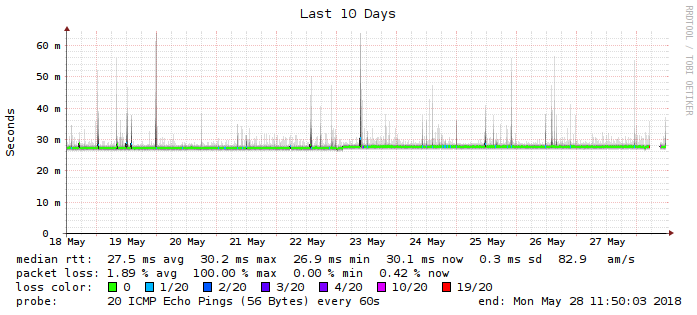 Last 10 Days
RRDTOOL / TOBI OETIKER
Seconds
60 m
50 m
40 m
30 m
20 m
10 m
0
18 May 19 May 20 May 21 May 22 May 23 May 24 May 25 May 26 May 27 May
median rtt: 27.5 ms avg 30.2 ms max 26.9 ms min 30.1 ms now 0.3 ms sd 82.9 am/s
packet loss: 1.89 % avg 100.00 % max 0.00 % min 0.42 % now
loss color: 0 1/20 2/20 3/20 4/20 10/20 19/20
probe: 20 ICMP Echo Pings (56 Bytes) every 60s end: Mon May 28 11:50:03 2018